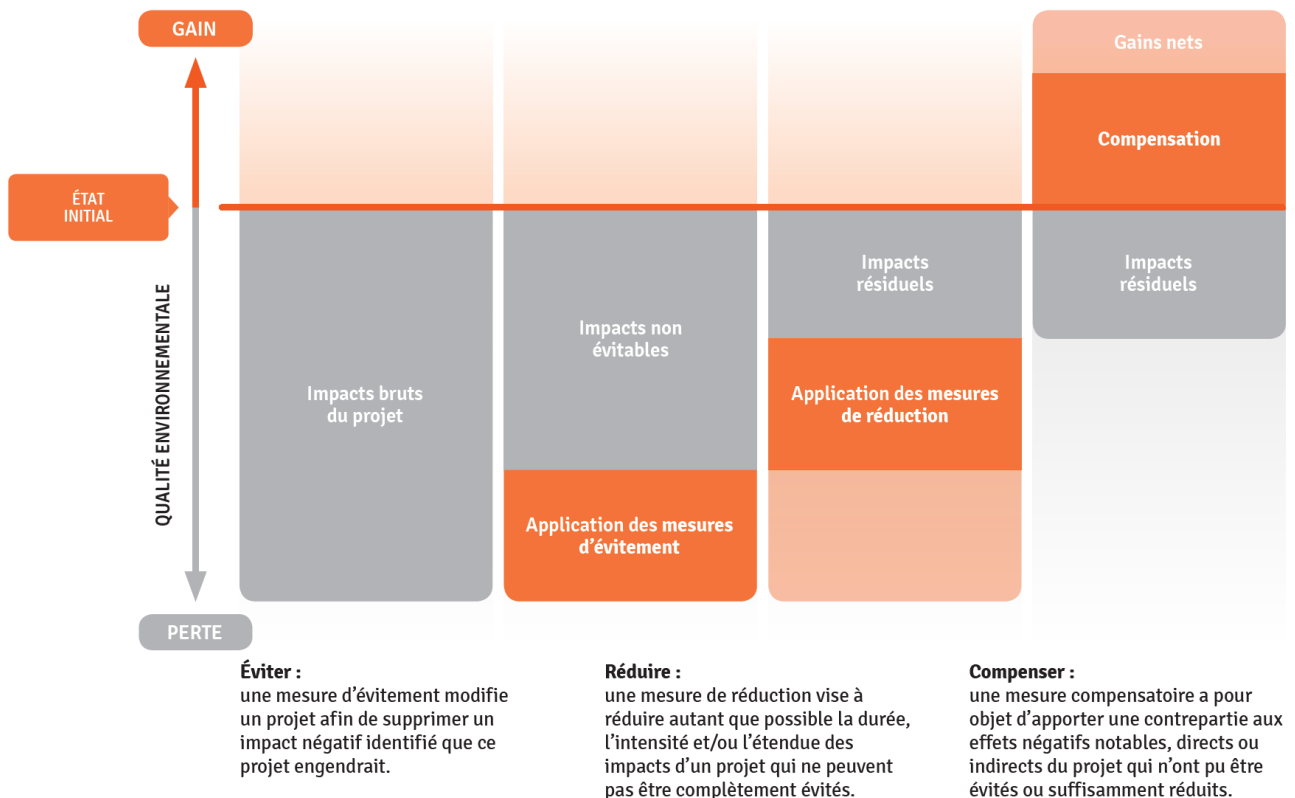 GAIN
ÉTAT
INITIAL
QUALITÉ ENVIRONNEMENTALE
PERTE
Impacts bruts
du projet
Impacts non
évitables
Application des mesures
d’évitement
Impacts
résiduels
Application des mesures
de réduction
Gains nets
Compensation
Impacts
résiduels
Éviter :
une mesure d’évitement modifie
un projet afin de supprimer un
impact négatif identifié que ce
projet engendrait.
Réduire :
une mesure de réduction vise à
réduire autant que possible la durée,
l’intensité et/ou l’étendue des
impacts d’un projet qui ne peuvent
pas être complètement évités.
Compenser :
une mesure compensatoire a pour
objet d’apporter une contrepartie aux
effets négatifs notables, directs ou
indirects du projet qui n’ont pu être
évités ou suffisamment réduits.